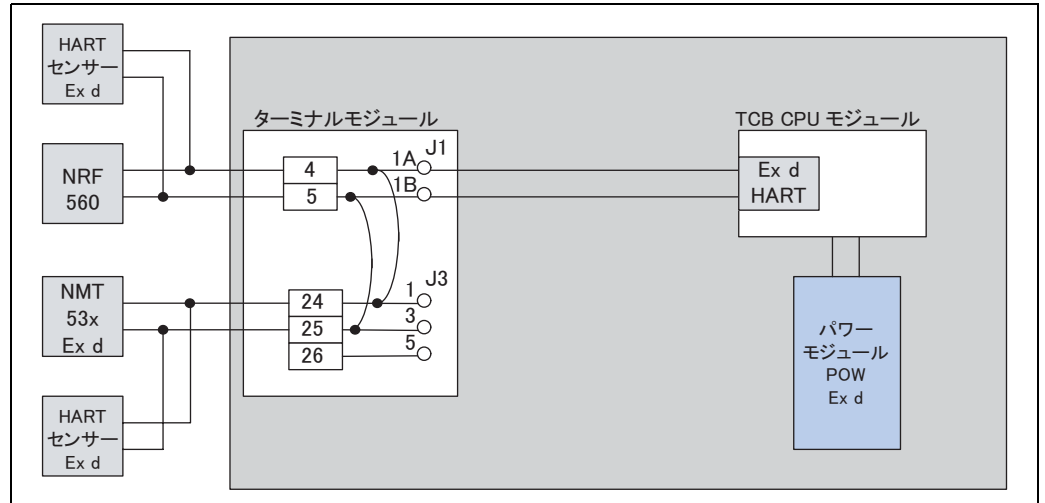 HART
センサー
Ex d
NRF
560
NMT
53x
Ex d
HART
センサー
Ex d
ターミナルモジュール
4
5
24
25
26
1A
J1
1B
J3
1
3
5
TCB CPU モジュール
Ex d
HART
パワー
モジュール
POW
Ex d